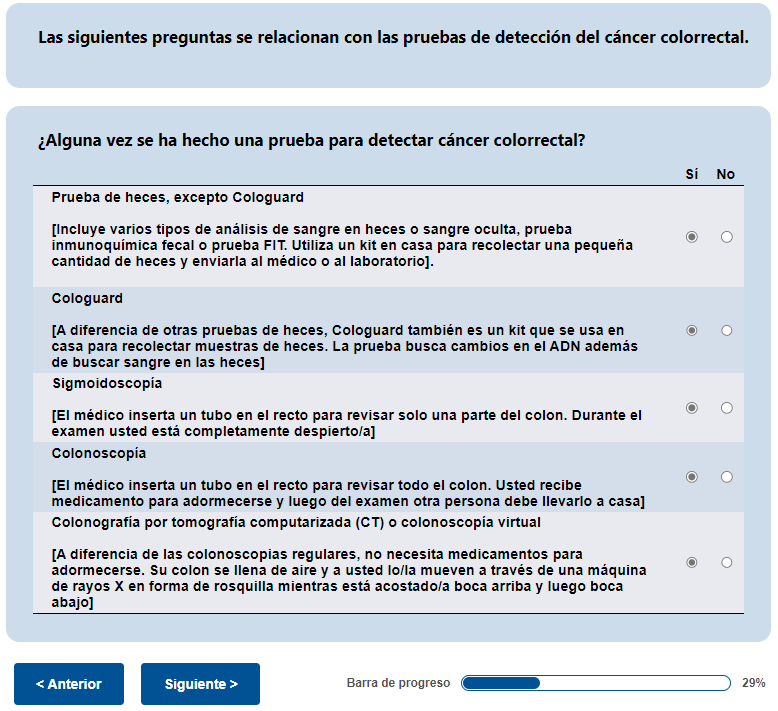 Las siguientes preguntas se relacionan con las pruebas de detección del cáncer colorrectal.
¿Alguna vez se ha hecho una prueba para detectar cáncer colorrectal?
Sí No
Prueba de heces, excepto Cologuard
[Incluye varios tipos de análisis de sangre en heces o sangre oculta, prueba
inmunoquímica fecal o prueba FIT. Utiliza un kit en casa para recolectar una pequeña
cantidad de heces y enviarla al médico o al laboratorio].
Cologuard
[A diferencia de otras pruebas de heces, Cologuard también es un kit que se usa en
casa para recolectar muestras de heces. La prueba busca cambios en el ADN además
de buscar sangre en las heces]
Sigmoidoscopía
[El médico inserta un tubo en el recto para revisar solo una parte del colon. Durante el
examen usted está completamente despierto/a]
Colonoscopía
[El médico inserta un tubo en el recto para revisar todo el colon. Usted recibe
medicamento para adormecerse y luego del examen otra persona debe llevarlo a casa]
Colonografía por tomografía computarizada (CT) o colonoscopía virtual
[A diferencia de las colonoscopias regulares, no necesita medicamentos para
adormecerse. Su colon se llena de aire y a usted lo/la mueven a través de una máquina
de rayos X en forma de rosquilla mientras está acostado/a boca arriba y luego boca
abajo]
< Anterior Siguiente > Barra de progreso 29%